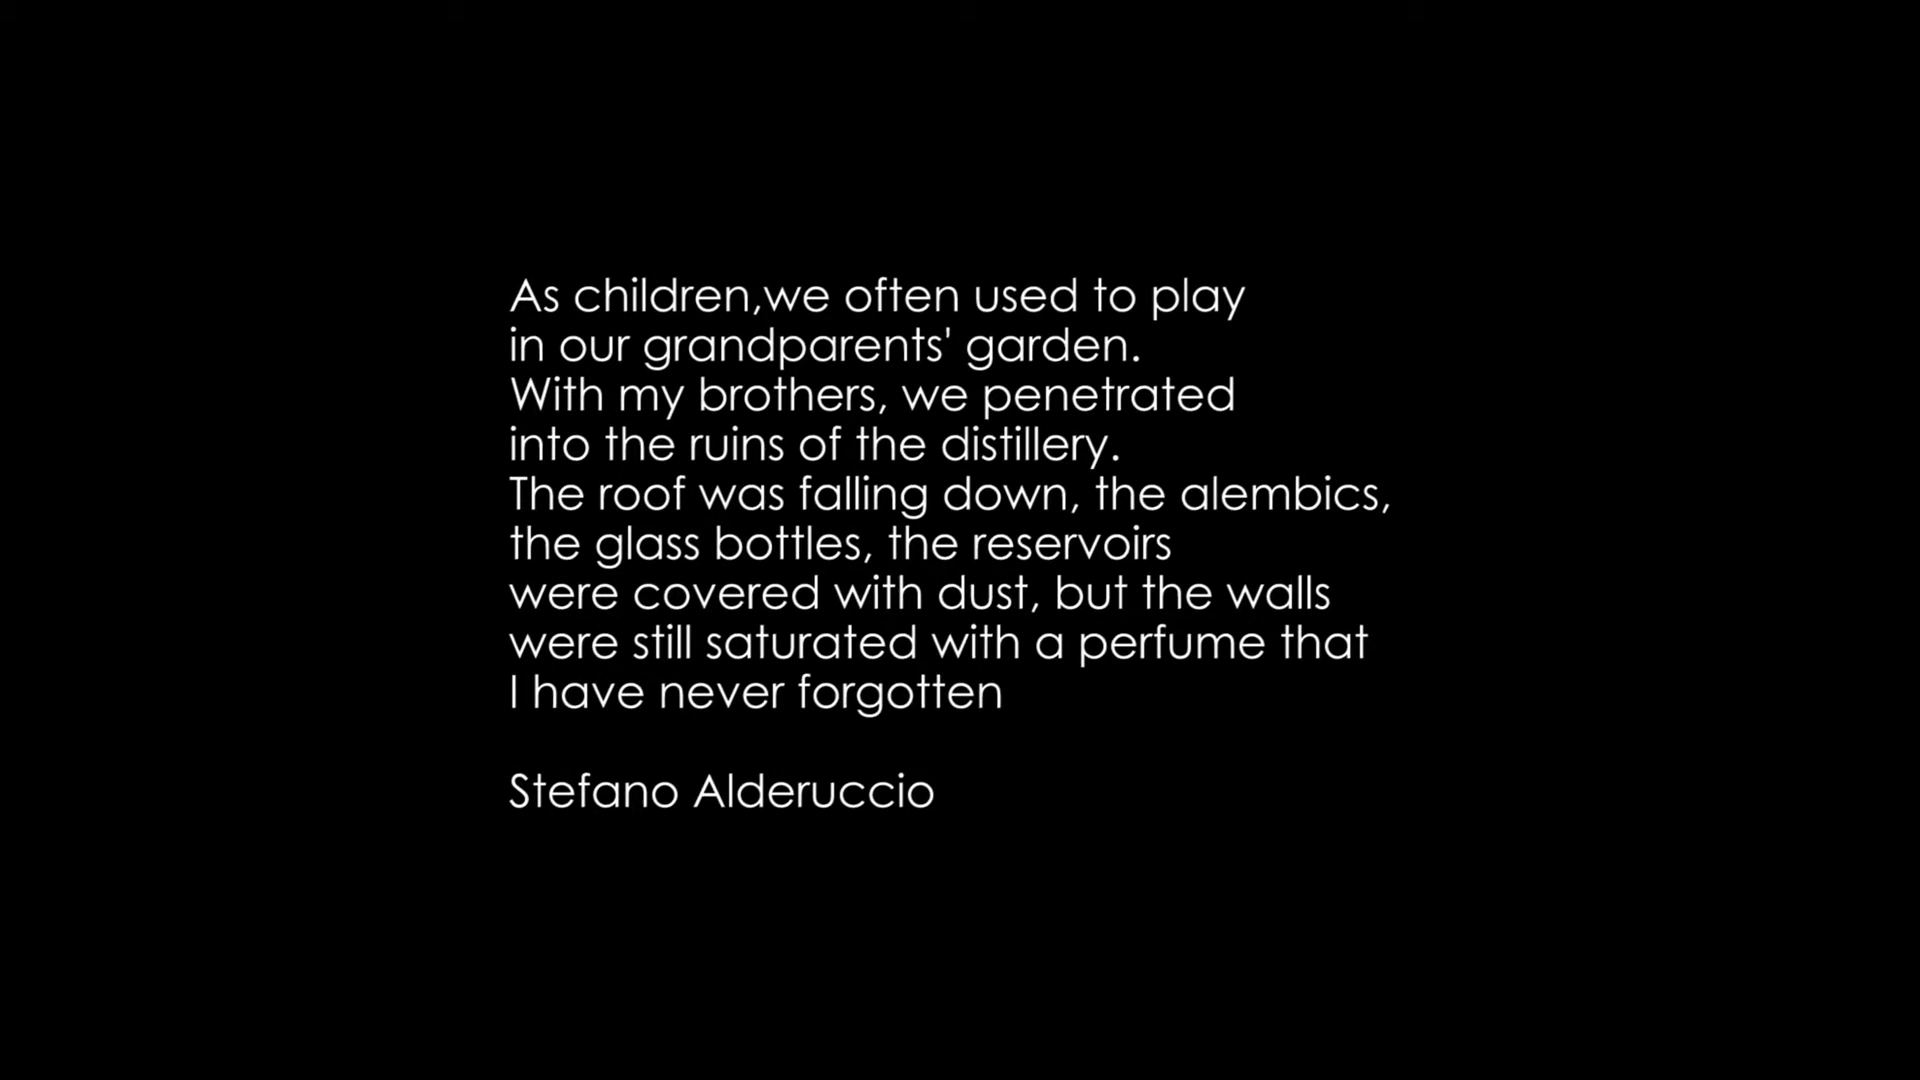 As children,we often used to play
in our grandparents' garden.
With my brothers, we penetrated
into the ruins of the distillery.
The roof was falling down, the alembics,
the glass bottles, the reservoirs
were covered with dust, but the walls
were still saturated with a perfume that
I have never forgotten
Stefano Alderuccio